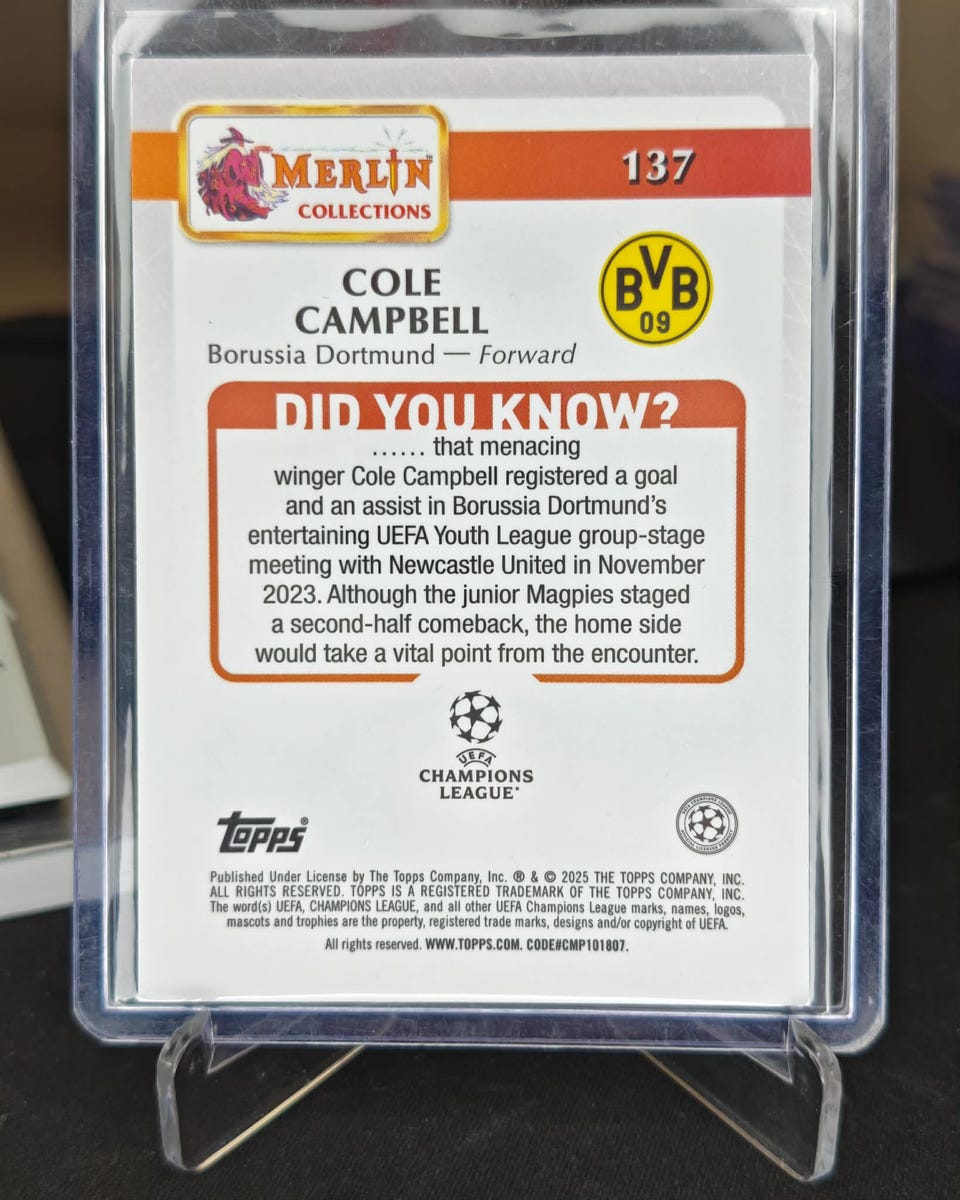 MERLIN™
COLLECTIONS
137
COLE
CAMPBELL
Borussia Dortmund — Forward
BVB
09
DID YOU KNOW?
...... that menacing
winger Cole Campbell registered a goal
and an assist in Borussia Dortmund's
entertaining UEFA Youth League group-stage
meeting with Newcastle United in November
2023. Although the junior Magpies staged
a second-half comeback, the home side
would take a vital point from the encounter.
UEFA
CHAMPIONS
LEAGUE®
Topps®
Published Under License by The Topps Company, Inc. ® & © 2025 THE TOPPS COMPANY, INC.
ALL RIGHTS RESERVED. TOPPS IS A REGISTERED TRADEMARK OF THE TOPPS COMPANY, INC.
The word(s) UEFA, CHAMPIONS LEAGUE, and all other UEFA Champions League marks, names, logos,
mascots and trophies are the property, registered trade marks, designs and/or copyright of UEFA.
All rights reserved. WWW.TOPPS.COM. CODE#CMP101807.